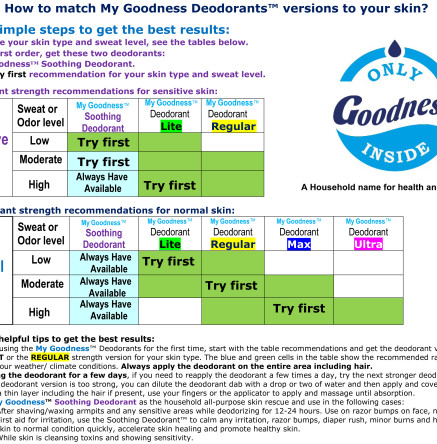 How to match My Goodness Deodorants™ versions to your skin?
imple steps to get the best results:
e your skin type and sweat level, see the tables below.
rst order, get these two deodorants:
odness™ Soothing Deodorant.
y first recommendation for your skin type and sweat level.
ant strength recommendations for sensitive skin:
Sweat or Odor level
My Goodness™ Soothing Deodorant
My Goodness™ Deodorant Lite
My Goodness™ Deodorant Regular
Low
Try first
Moderate
Try first
High
Always Have Available
Try first
ONLY
Goodnes
INSIDE
A Household name for health an
ant strength recommendations for normal skin:
Sweat or Odor level
My Goodness™ Soothing Deodorant
My Goodness™ Deodorant Lite
My Goodness™ Deodorant Regular
My Goodness™ Deodorant Max
My Goodness™ Deodorant Ultra
Low
Always Have Available
Try first
Moderate
Always Have Available
Try first
High
Always Have Available
Try first
helpful tips to get the best results:
using the My Goodness™ Deodorants for the first time, start with the table recommendations and get the deodorant v
T or the REGULAR strength version for your skin type. The blue and green cells in the table show the recommended ra
our weather/ climate conditions. Always apply the deodorant on the entire area including hair.
ng the deodorant for a few days, if you need to reapply the deodorant a few times a day, try the next stronger deod
deodorant version is too strong, you can dilute the deodorant dab with a drop or two of water and then apply and cove
a thin layer including the hair if present, use your fingers or the applicator to apply and massage until absorption.
y Goodness™ Soothing Deodorant as the household all-purpose skin rescue and use in the following cases:
After shaving/waxing armpits and any sensitive areas while deodorizing for 12-24 hours. Use on razor bumps on face, n
irst aid for irritation, use the Soothing Deodorant™ to calm any irritation, razor bumps, diaper rash, minor burns and h
skin to normal condition quickly, accelerate skin healing and promote healthy skin.
While skin is cleansing toxins and showing sensitivity.